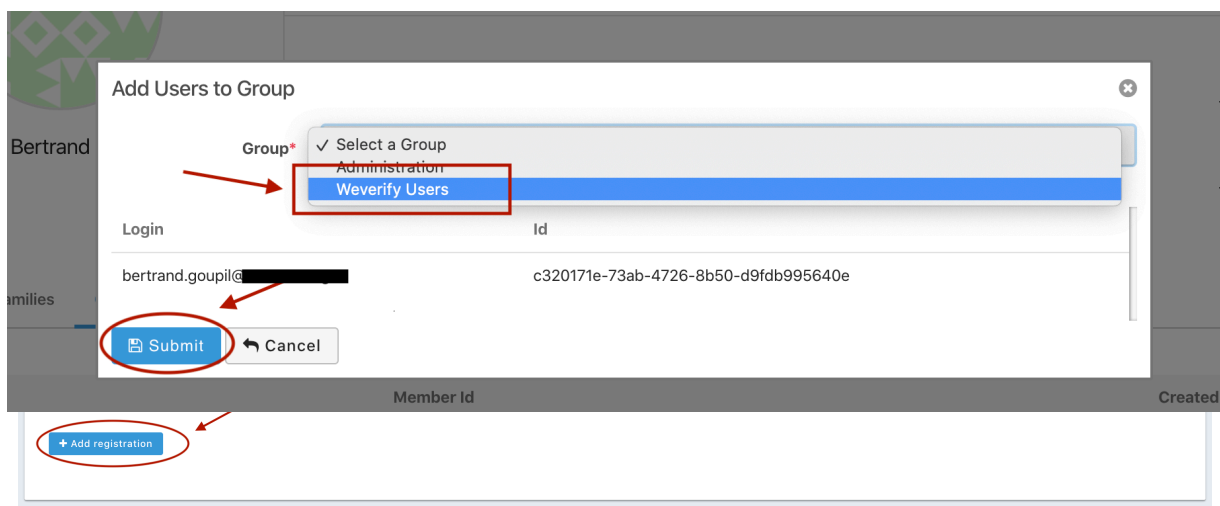 Add Users to Group
Bertrand
Group*
✓ Select a Group
Administration
Weverify Users
Login Id
bertrand.goupil@ c320171e-73ab-4726-8b50-d9fdb995640e
amilies
Submit Cancel
Member Id Created
+ Add registration